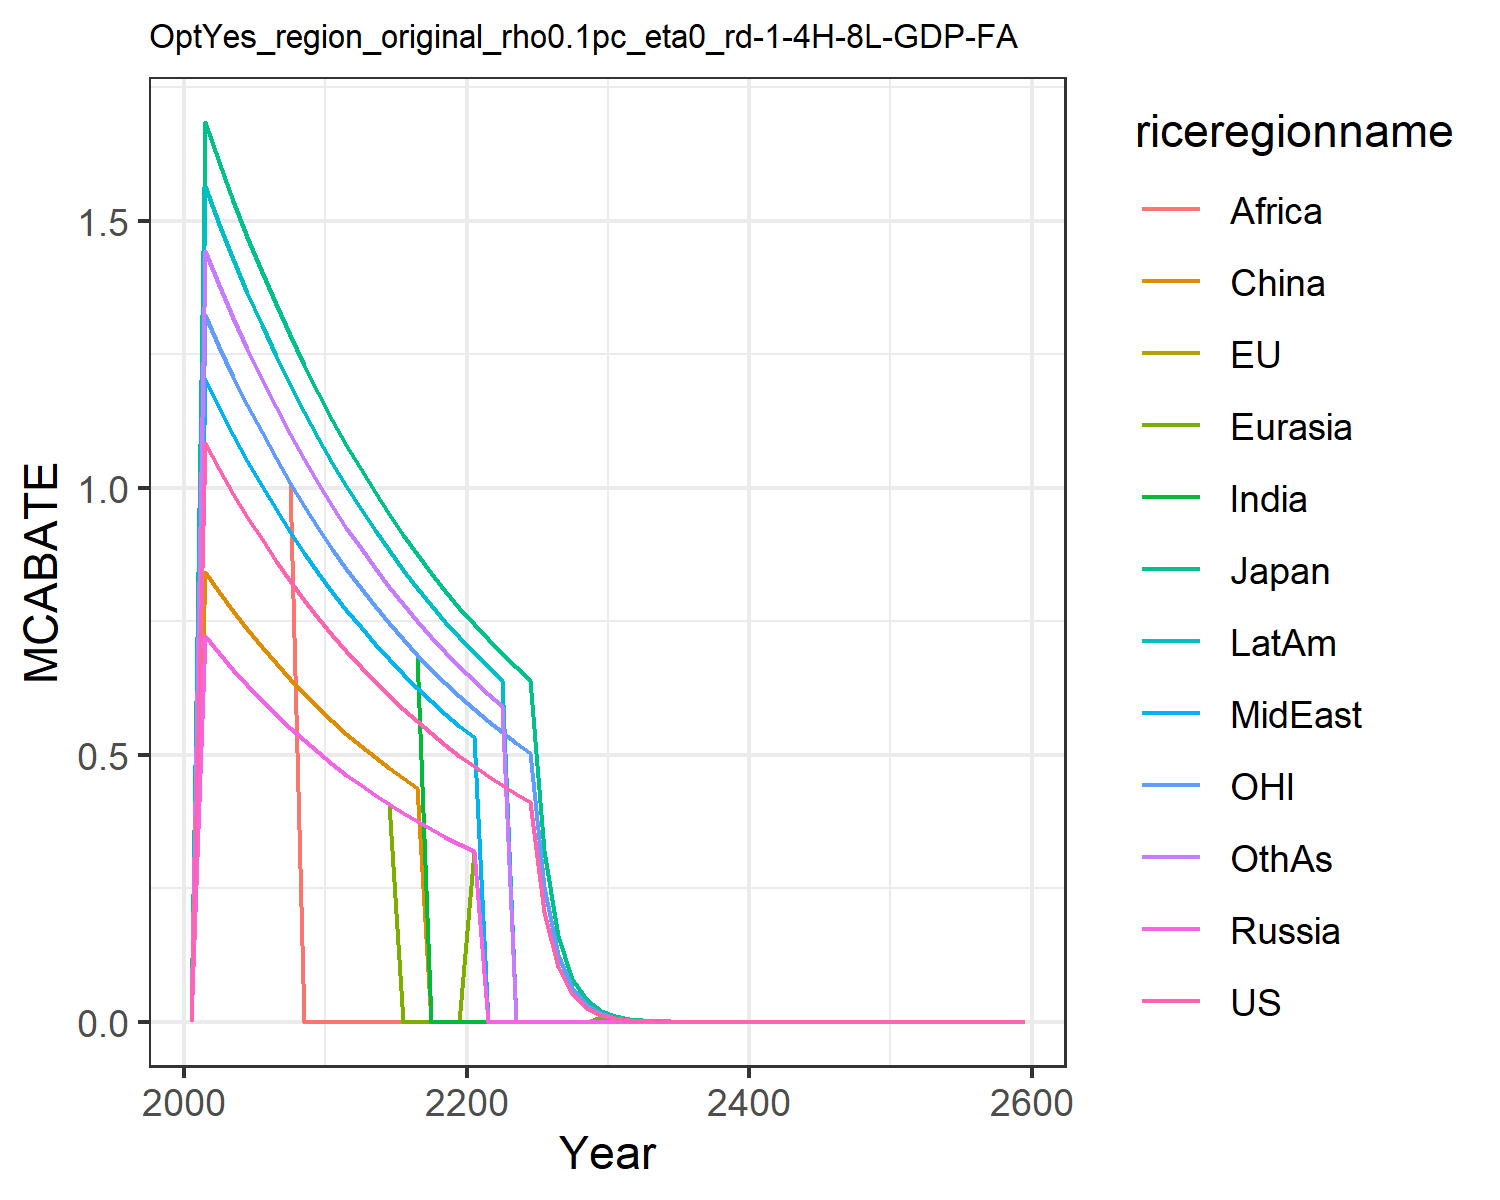 OptYes_region_original_rho0.1pc_eta0_rd-1-4H-8L-GDP-FA
MCABATE
1.5
1.0
0.5
0.0
2000
2200
2400
2600
Year
riceregionname
Africa
China
EU
Eurasia
India
Japan
LatAm
MidEast
OHI
OthAs
Russia
US